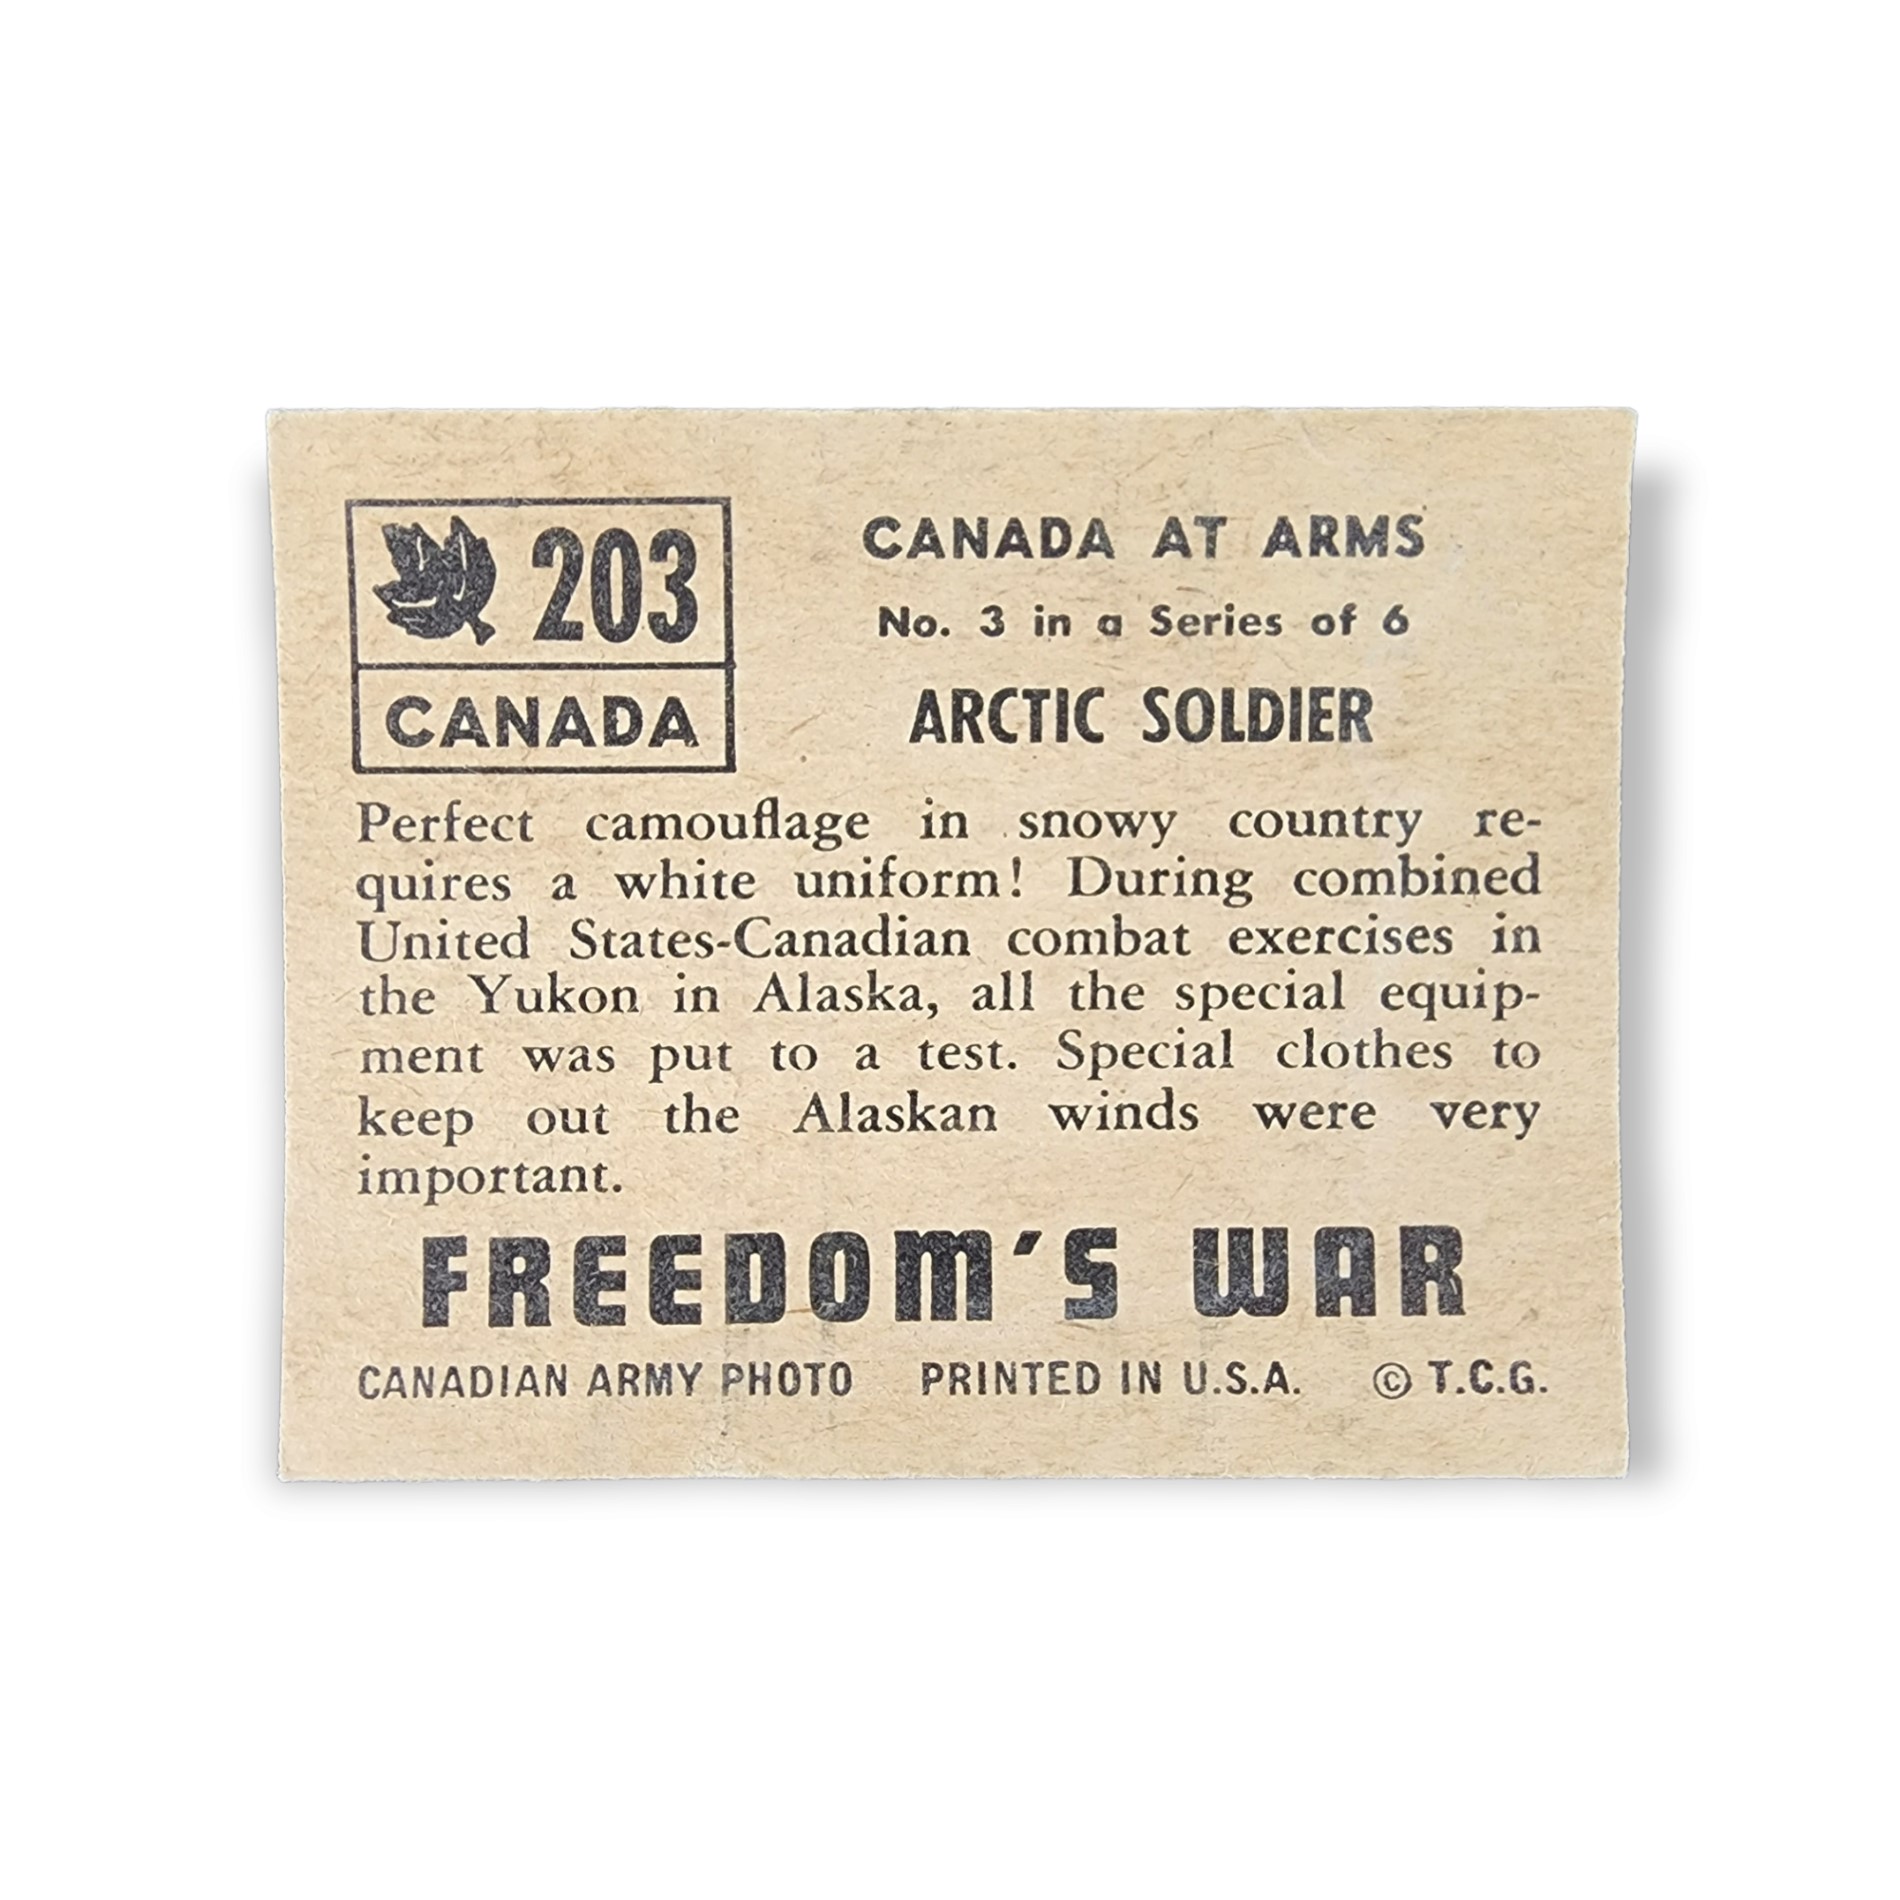 203
CANADA
CANADA AT ARMS
No. 3 in a Series of 6
ARCTIC SOLDIER
Perfect camouflage in snowy country re-
quires a white uniform! During combined
United States-Canadian combat exercises in
the Yukon in Alaska, all the special equip-
ment was put to a test. Special clothes to
keep out the Alaskan winds were very
important.
FREEDOM'S WAR
CANADIAN ARMY PHOTO PRINTED IN U.S.A. © T.C.G.